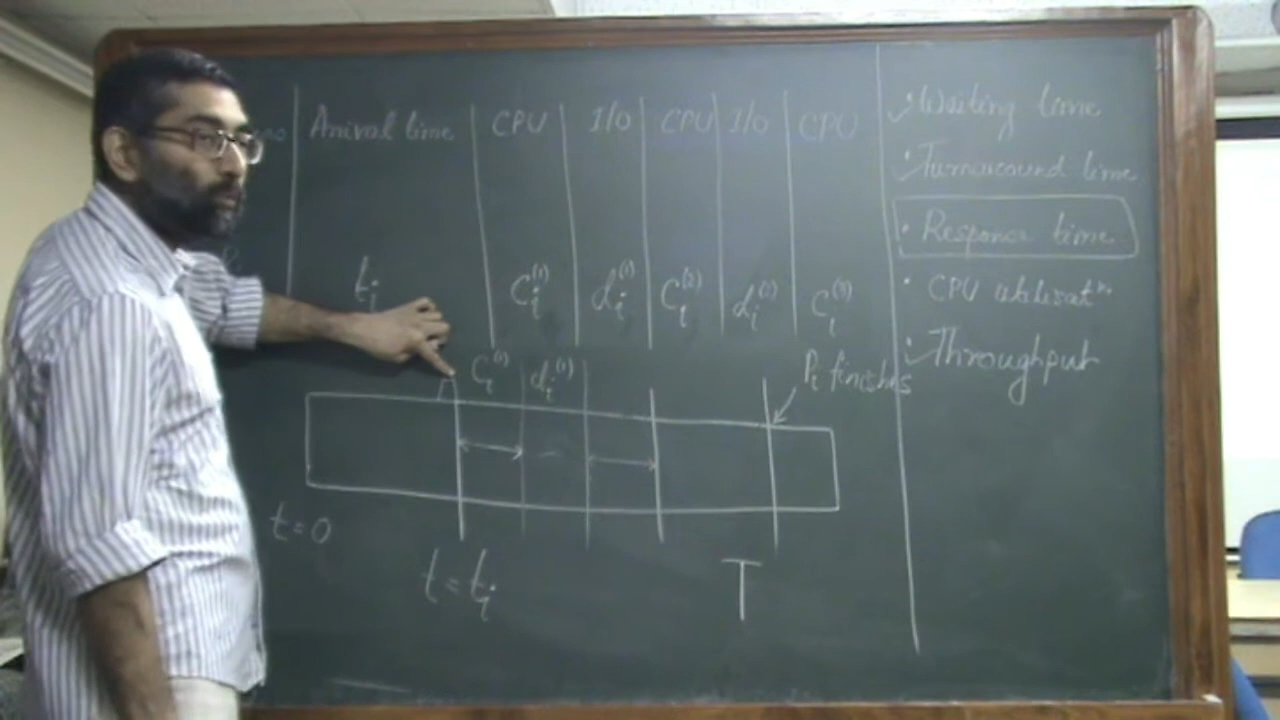 Arrival time CPU I/O CPU I/O CPU
t_i C_i^(1) d_i^(1) C_i^(2) d_i^(2) C_i^(3)
C_i^(1) d_i^(1) P_i finishes
t=0
t=t_i T
Waiting time
Turnaround time
Response time
CPU utilisatn
Throughput